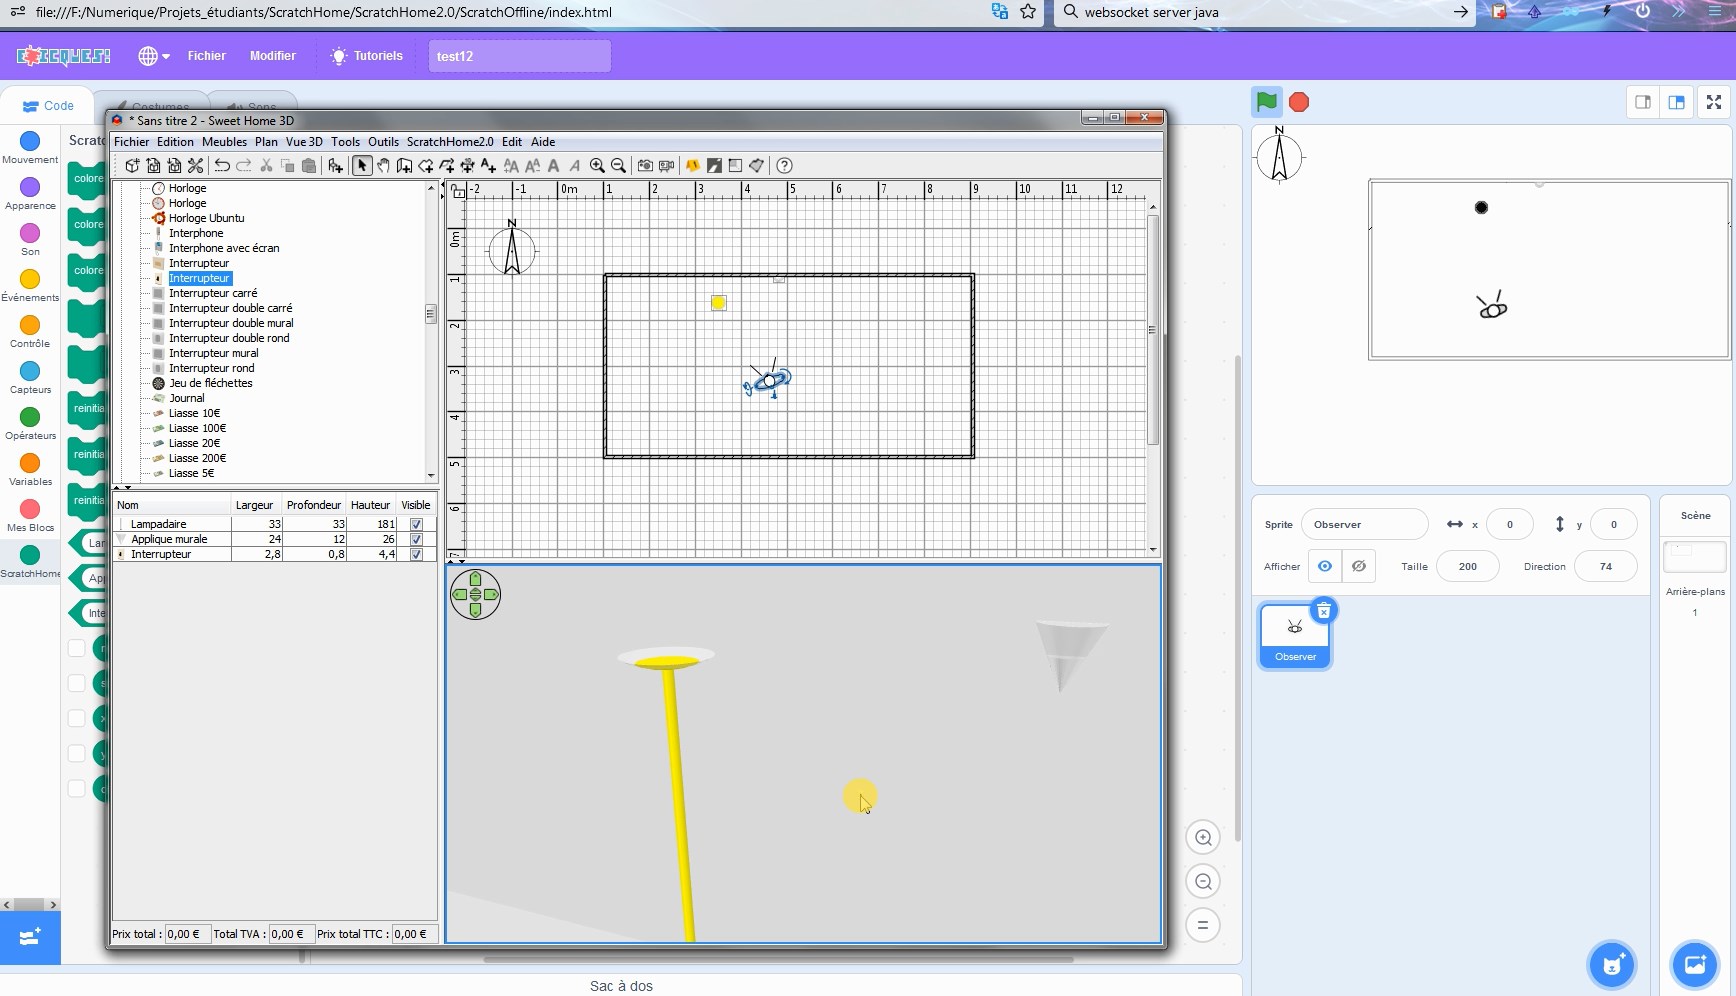 file:///F:/Numerique/Projets_étudiants/ScratchHome/ScratchHome2.0/ScratchOffline/index.html
websocket server java
Fichier
Modifier
Tutoriels
test12
Code
Costumes
Sons
Mouvement
Apparence
Son
Événements
Contrôle
Capteurs
Opérateurs
Variables
Mes Blocs
ScratchHome
Scratc
colore
colore
colore
reinitia
reinitia
reinitia
Lar
App
Inte
* Sans titre 2 - Sweet Home 3D
Fichier Edition Meubles Plan Vue 3D Tools Outils ScratchHome2.0 Edit Aide
Horloge
Horloge
Horloge Ubuntu
Interphone
Interphone avec écran
Interrupteur
Interrupteur
Interrupteur carré
Interrupteur double carré
Interrupteur double mural
Interrupteur double rond
Interrupteur mural
Interrupteur rond
Jeu de fléchettes
Journal
Liasse 10€
Liasse 100€
Liasse 20€
Liasse 200€
Liasse 5€
Nom Largeur Profondeur Hauteur Visible
Lampadaire 33 33 181
Applique murale 24 12 26
Interrupteur 2,8 0,8 4,4
Prix total : 0,00 € Total TVA : 0,00 € Prix total TTC : 0,00 €
-2 -1 0m 1 2 3 4 5 6 7 8 9 10 11 12
0m
1
2
3
4
5
6
7
N
N
Sprite Observer x 0 y 0
Afficher Taille 200 Direction 74
Observer
Scène
Arrière-plans
1
Sac à dos